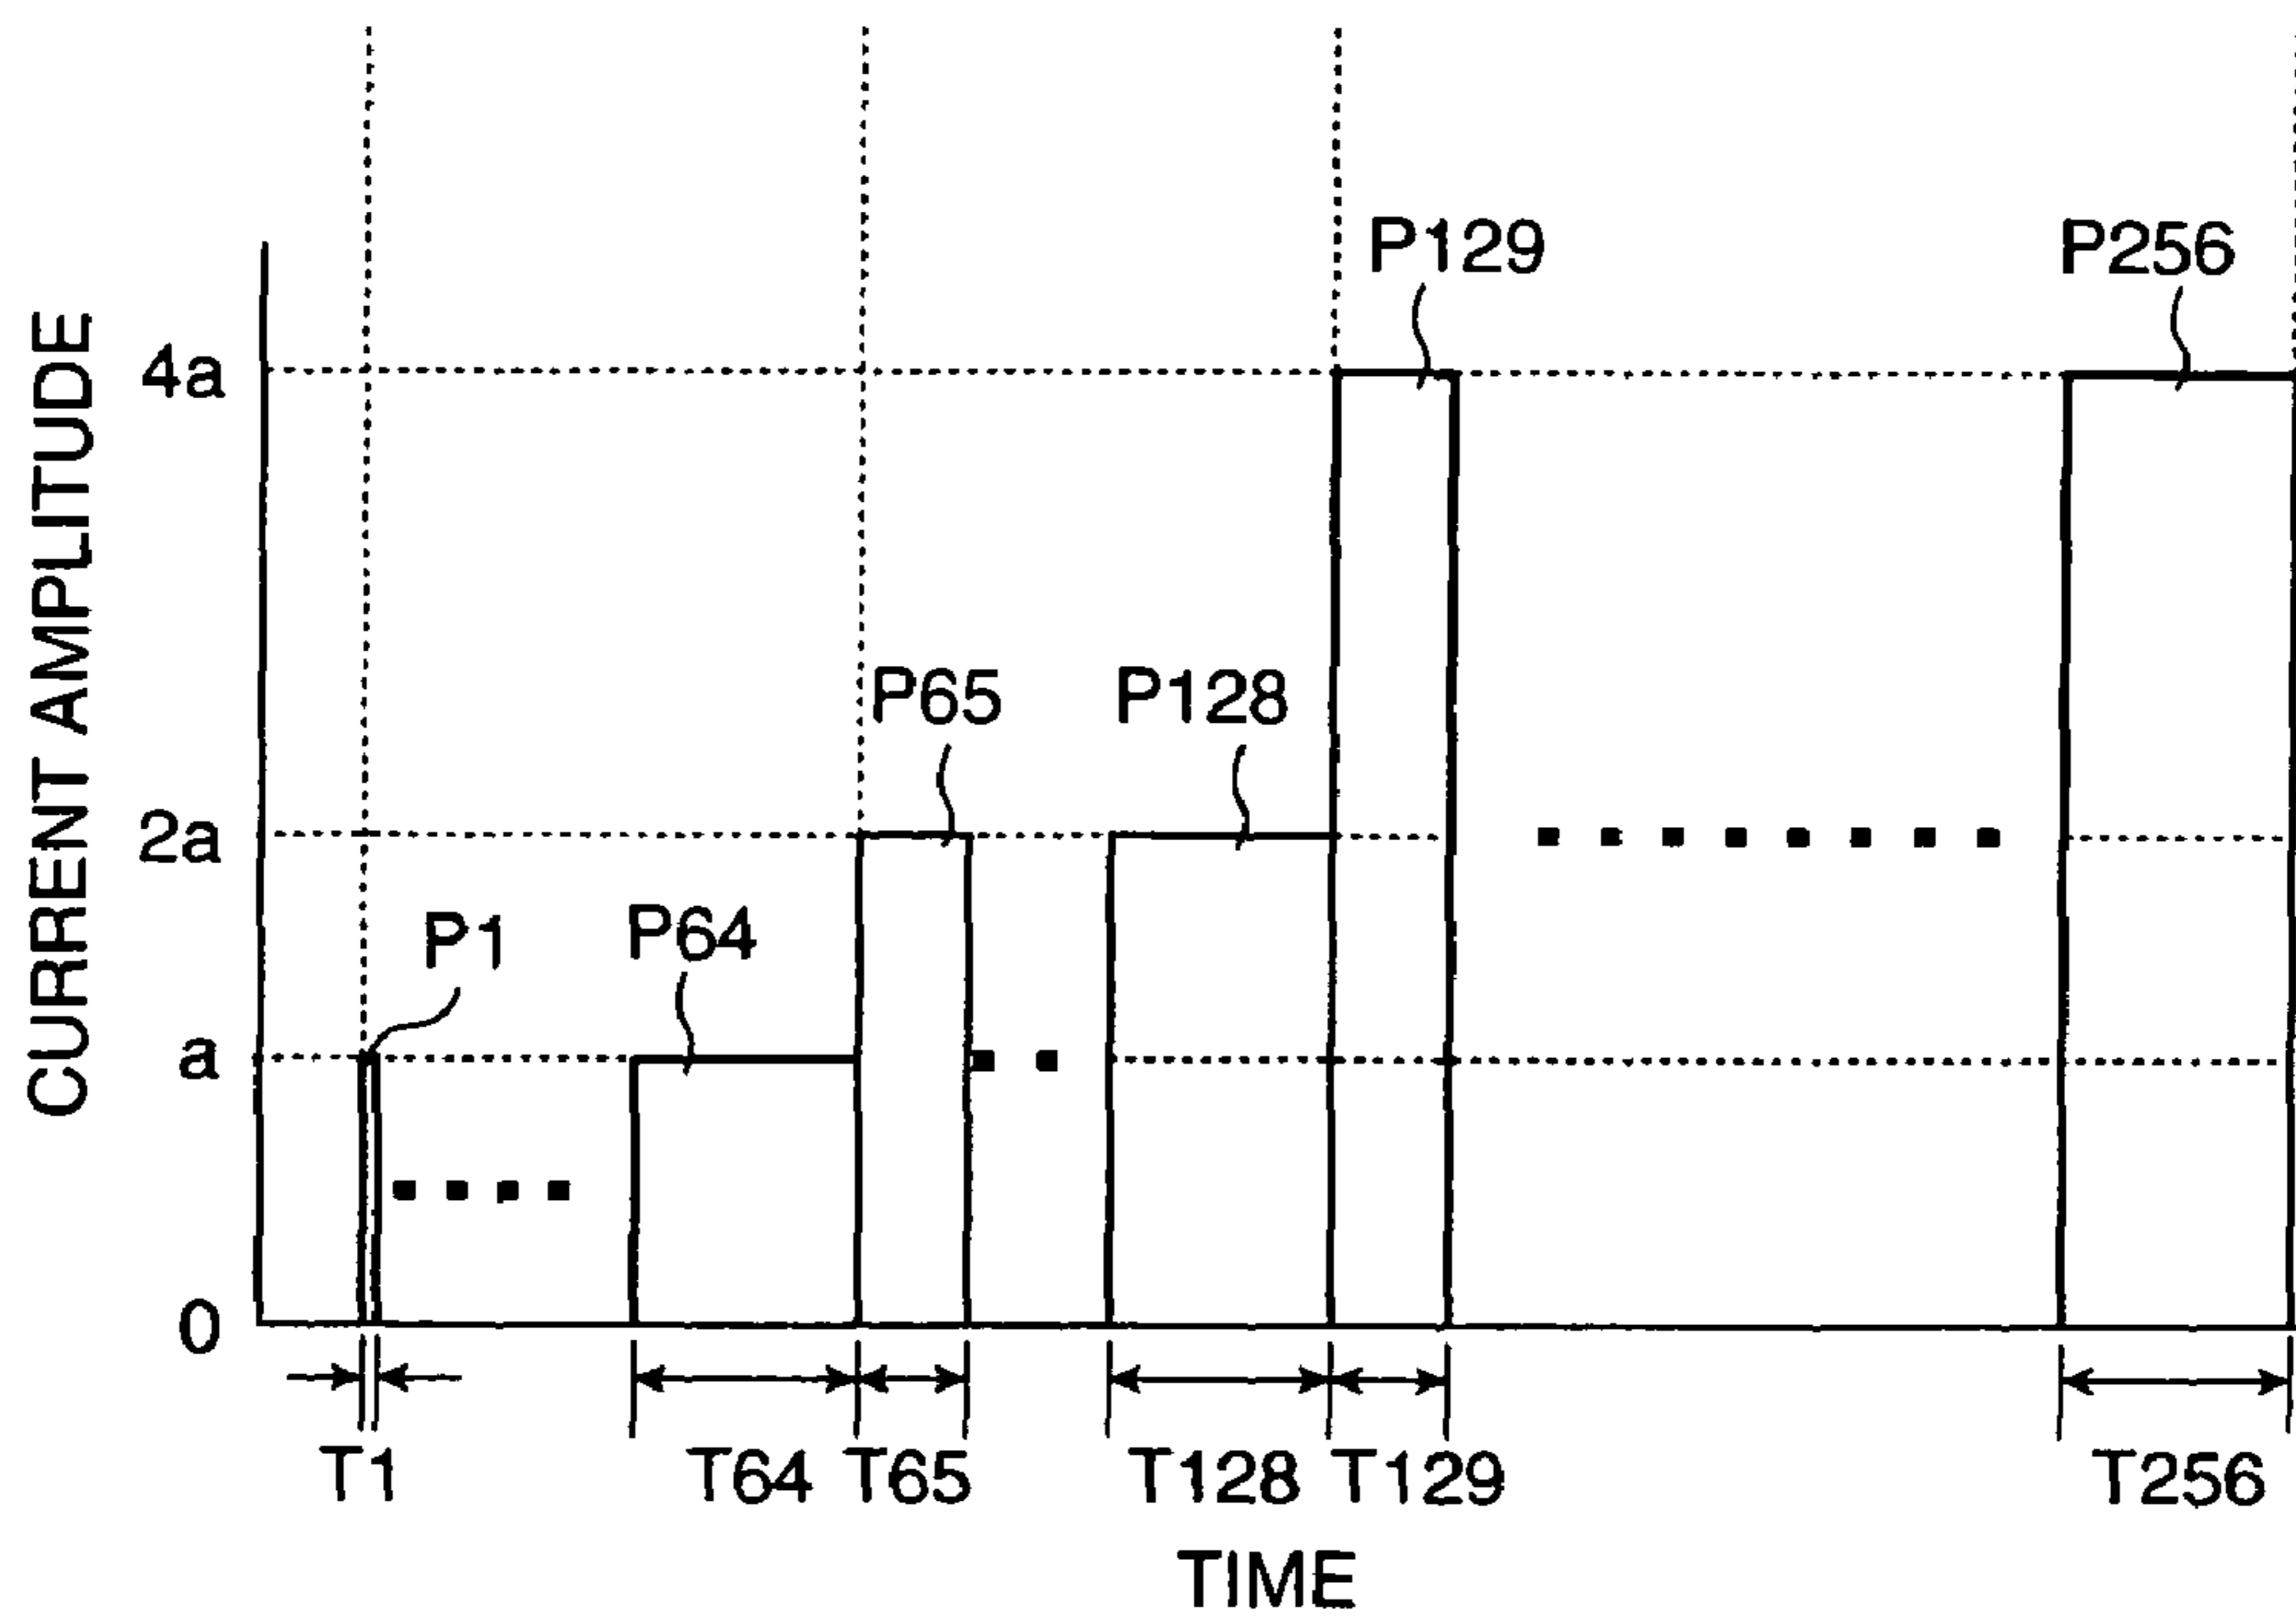 CURRENT AMPLITUDE
4a
2a
a
0
P1
P64
P65
P128
P129
P256
T1
T64
T65
T128
T129
T256
TIME